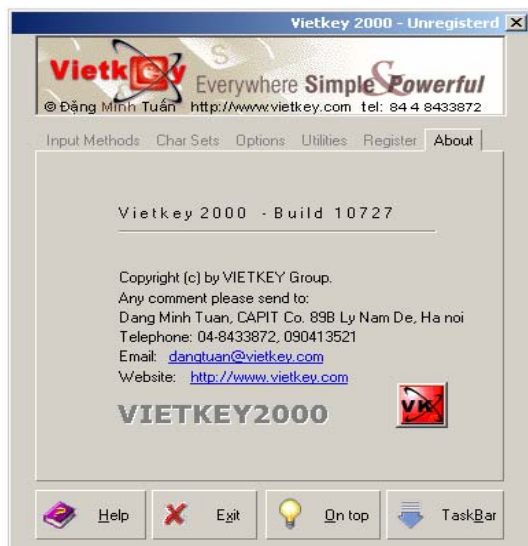 Vietkey 2000 - Unregisterd
Vietkey
Everywhere Simple & Powerful
© Đặng Minh Tuấn http://www.vietkey.com tel: 84 4 8433872
Input Methods Char Sets Options Utilities Register About
Vietkey 2000 - Build 10727
Copyright (c) by VIETKEY Group.
Any comment please send to:
Dang Minh Tuan, CAPIT Co. 89B Ly Nam De, Ha noi
Telephone: 04-8433872, 090413521
Email: dangtuan@vietkey.com
Website: http://www.vietkey.com
VIETKEY2000
VK
Help Exit On top TaskBar